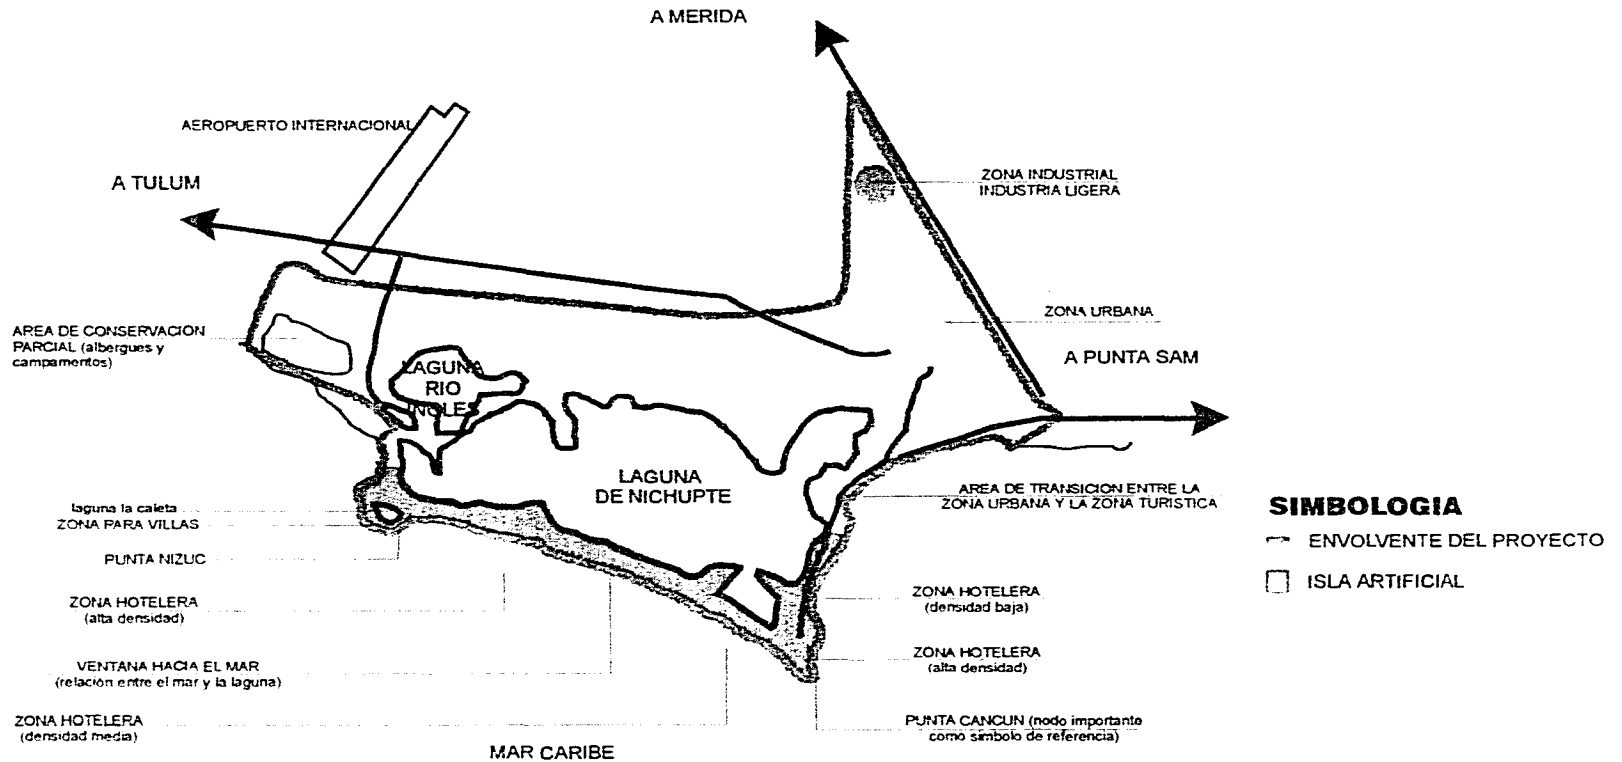 A MERIDA
AEROPUERTO INTERNACIONAL
A TULUM
ZONA INDUSTRIAL
INDUSTRIA LIGERA
ZONA URBANA
AREA DE CONSERVACION
PARCIAL (albergues y
campamentos)
A PUNTA SAM
LAGUNA
RIO
INGLES
LAGUNA
DE NICHUPTE
AREA DE TRANSICION ENTRE LA
ZONA URBANA Y LA ZONA TURISTICA
laguna la caleta
ZONA PARA VILLAS
PUNTA NIZUC
ZONA HOTELERA
(alta densidad)
VENTANA HACIA EL MAR
(relación entre el mar y la laguna)
ZONA HOTELERA
(densidad media)
MAR CARIBE
ZONA HOTELERA
(densidad baja)
ZONA HOTELERA
(alta densidad)
PUNTA CANCUN (nodo importante
como simbolo de referencia)
SIMBOLOGIA
ENVOLVENTE DEL PROYECTO
ISLA ARTIFICIAL